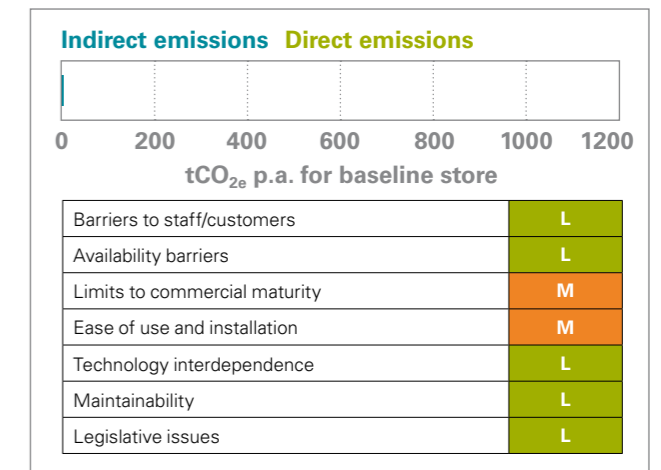 Indirect emissions Direct emissions
0 200 400 600 800 1000 1200
tCO2e p.a. for baseline store
Barriers to staff/customers L
Availability barriers L
Limits to commercial maturity M
Ease of use and installation M
Technology interdependence L
Maintainability L
Legislative issues L